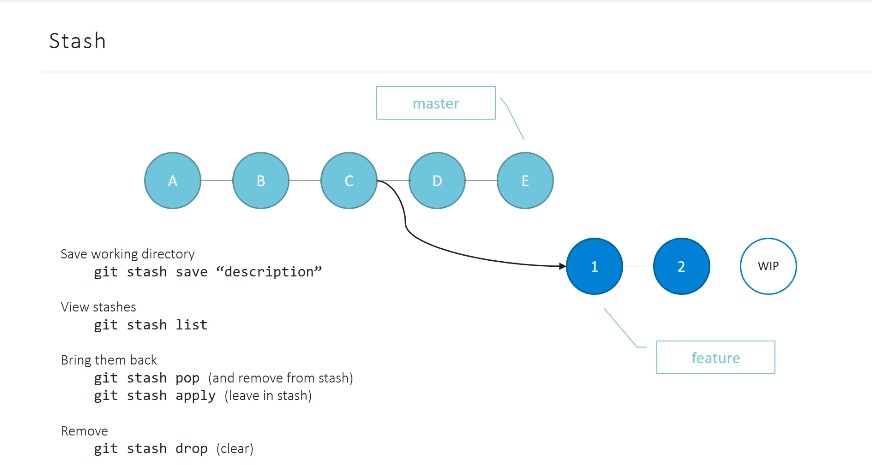 Stash
master
A B C D E
Save working directory
git stash save “description”
1 2 WIP
View stashes
git stash list
feature
Bring them back
git stash pop (and remove from stash)
git stash apply (leave in stash)
Remove
git stash drop (clear)